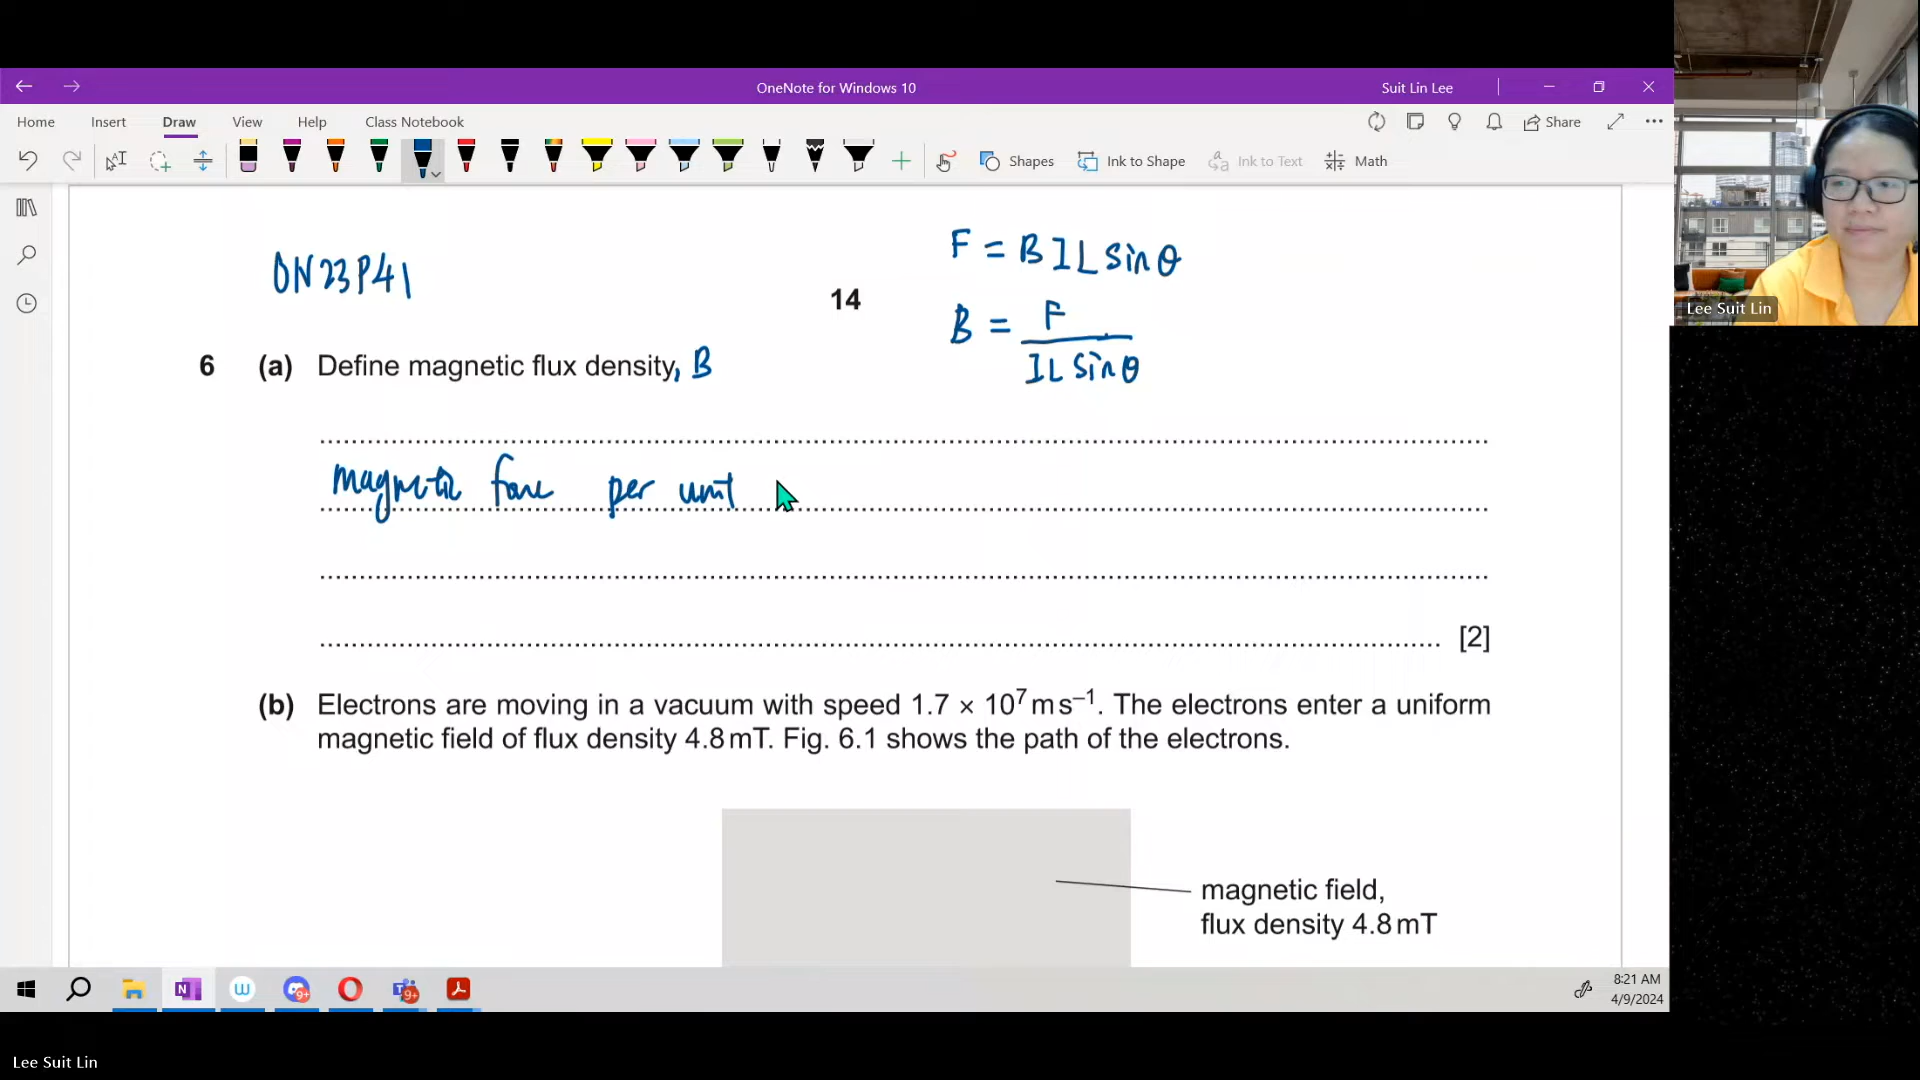 OneNote for Windows 10
Suit Lin Lee
Home Insert Draw View Help Class Notebook
Share
Shapes Ink to Shape Ink to Text Math
Lee Suit Lin
ON23P41
14
F = BIL sin θ
B = F / IL sin θ
6 (a) Define magnetic flux density, B
magnetic force per unit
[2]
(b) Electrons are moving in a vacuum with speed 1.7 × 10⁷ m s⁻¹. The electrons enter a uniform
magnetic field of flux density 4.8 mT. Fig. 6.1 shows the path of the electrons.
magnetic field,
flux density 4.8 mT
8:21 AM
4/9/2024
Lee Suit Lin